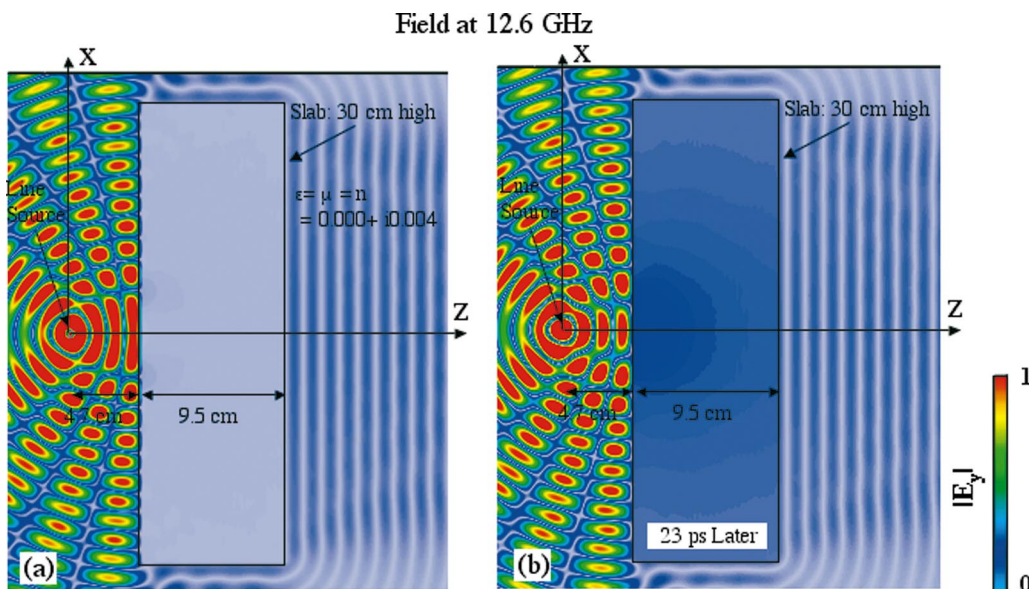 Field at 12.6 GHz
X
Slab: 30 cm high
Line
Source
ε= μ = n
= 0.000+ i0.004
Z
4.7 cm
9.5 cm
(a)
X
Slab: 30 cm high
Line
Source
Z
4.7 cm
9.5 cm
23 ps Later
(b)
1
|E_y|
0